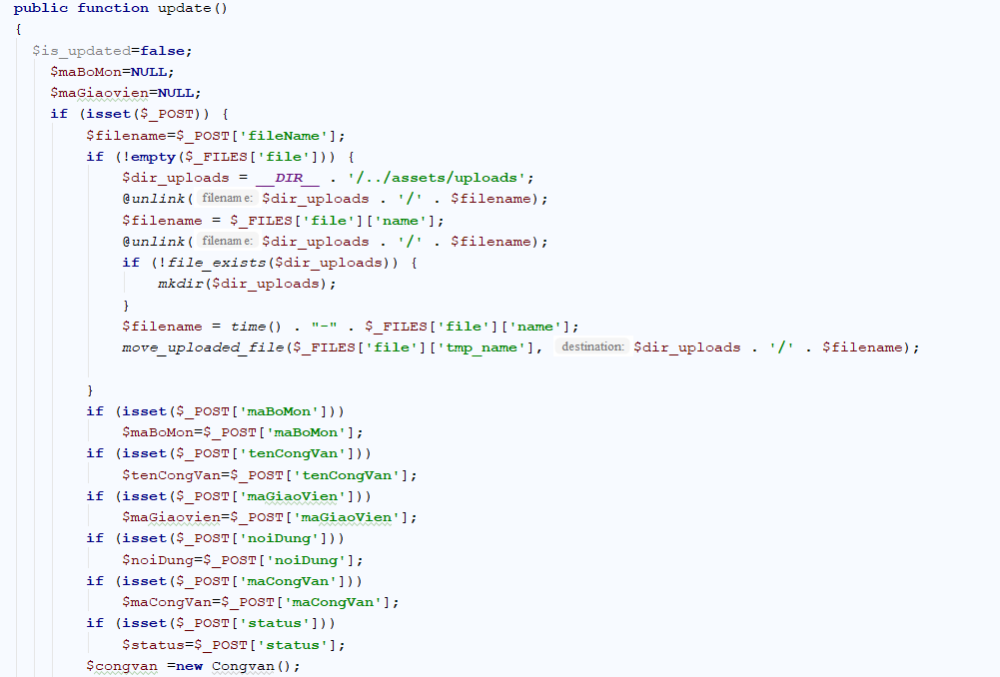 public function update()
{
$is_updated=false;
$maBoMon=NULL;
$maGiaovien=NULL;
if (isset($_POST)) {
$filename=$_POST['fileName'];
if (!empty($_FILES['file'])) {
$dir_uploads = __DIR__ . '/../assets/uploads';
@unlink( filename: $dir_uploads . '/' . $filename);
$filename = $_FILES['file']['name'];
@unlink( filename: $dir_uploads . '/' . $filename);
if (!file_exists($dir_uploads)) {
mkdir($dir_uploads);
}
$filename = time() . "-" . $_FILES['file']['name'];
move_uploaded_file($_FILES['file']['tmp_name'], destination: $dir_uploads . '/' . $filename);
}
if (isset($_POST['maBoMon']))
$maBoMon=$_POST['maBoMon'];
if (isset($_POST['tenCongVan']))
$tenCongVan=$_POST['tenCongVan'];
if (isset($_POST['maGiaoVien']))
$maGiaovien=$_POST['maGiaoVien'];
if (isset($_POST['noiDung']))
$noiDung=$_POST['noiDung'];
if (isset($_POST['maCongVan']))
$maCongVan=$_POST['maCongVan'];
if (isset($_POST['status']))
$status=$_POST['status'];
$congvan =new Congvan();